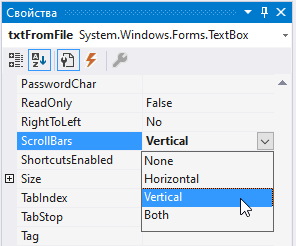 Свойства
txtFromFile System.Windows.Forms.TextBox
PasswordChar
ReadOnly False
RightToLeft No
ScrollBars Vertical
ShortcutsEnabled None
Size Horizontal
TabIndex Vertical
TabStop Both
Tag